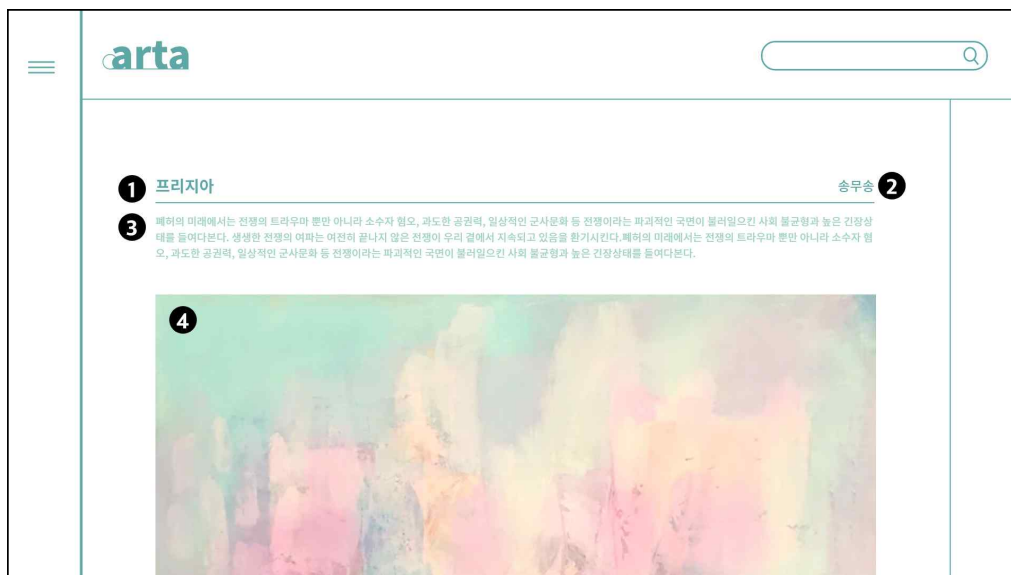 arta
1 프리지아 송무송 2
3 폐허의 미래에서는 전쟁의 트라우마 뿐만 아니라 소수자 혐오, 과도한 공권력, 일상적인 군사문화 등 전쟁이라는 파괴적인 국면이 불러일으킨 사회 불균형과 높은 긴장상
태를 들여다본다. 생생한 전쟁의 여파는 여전히 끝나지 않은 전쟁이 우리 곁에서 지속되고 있음을 환기시킨다.폐허의 미래에서는 전쟁의 트라우마 뿐만 아니라 소수자 혐
오, 과도한 공권력, 일상적인 군사문화 등 전쟁이라는 파괴적인 국면이 불러일으킨 사회 불균형과 높은 긴장상태를 들여다본다.
4